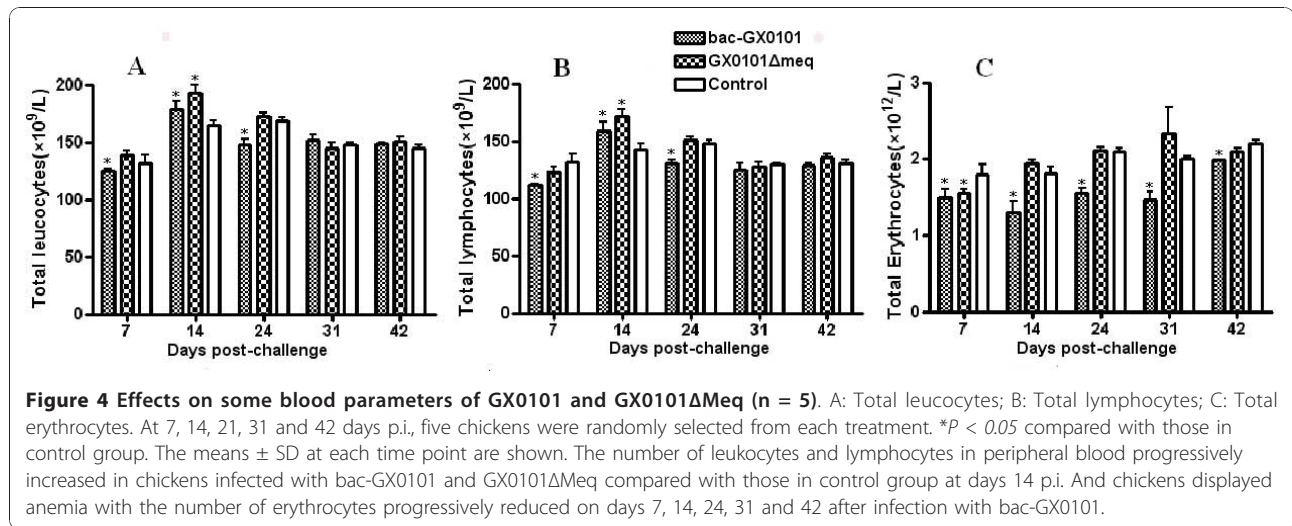 bac-GX0101
GX0101Δmeq
Control
A
B
C
Total leucocytes(×10⁹/L)
200
150
100
50
0
* * * *
7 14 24 31 42
Days post-challenge
Total lymphocytes(×10⁹/L)
200
150
100
50
0
* * * *
7 14 24 31 42
Days post-challenge
Total Erythrocytes(×10¹²/L)
3
2
1
0
* * * * * *
7 14 24 31 42
Days post-challenge
Figure 4 Effects on some blood parameters of GX0101 and GX0101ΔMeq (n = 5). A: Total leucocytes; B: Total lymphocytes; C: Total
erythrocytes. At 7, 14, 21, 31 and 42 days p.i., five chickens were randomly selected from each treatment. *P < 0.05 compared with those in
control group. The means ± SD at each time point are shown. The number of leukocytes and lymphocytes in peripheral blood progressively
increased in chickens infected with bac-GX0101 and GX0101ΔMeq compared with those in control group at days 14 p.i. And chickens displayed
anemia with the number of erythrocytes progressively reduced on days 7, 14, 24, 31 and 42 after infection with bac-GX0101.